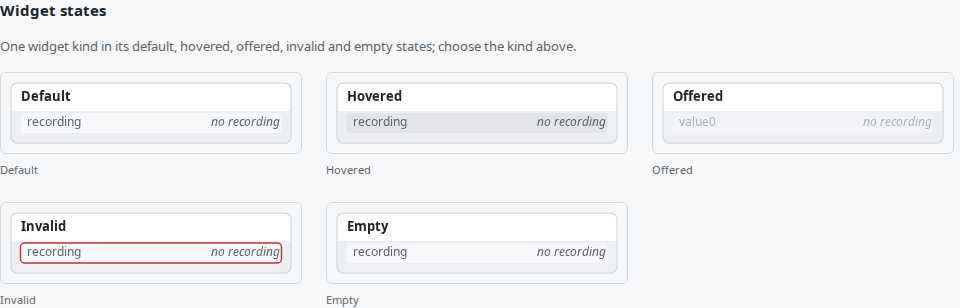 Widget states
One widget kind in its default, hovered, offered, invalid and empty states; choose the kind above.
Default
recording no recording
Default
Hovered
recording no recording
Hovered
Offered
value0 no recording
Offered
Invalid
recording no recording
Invalid
Empty
recording no recording
Empty